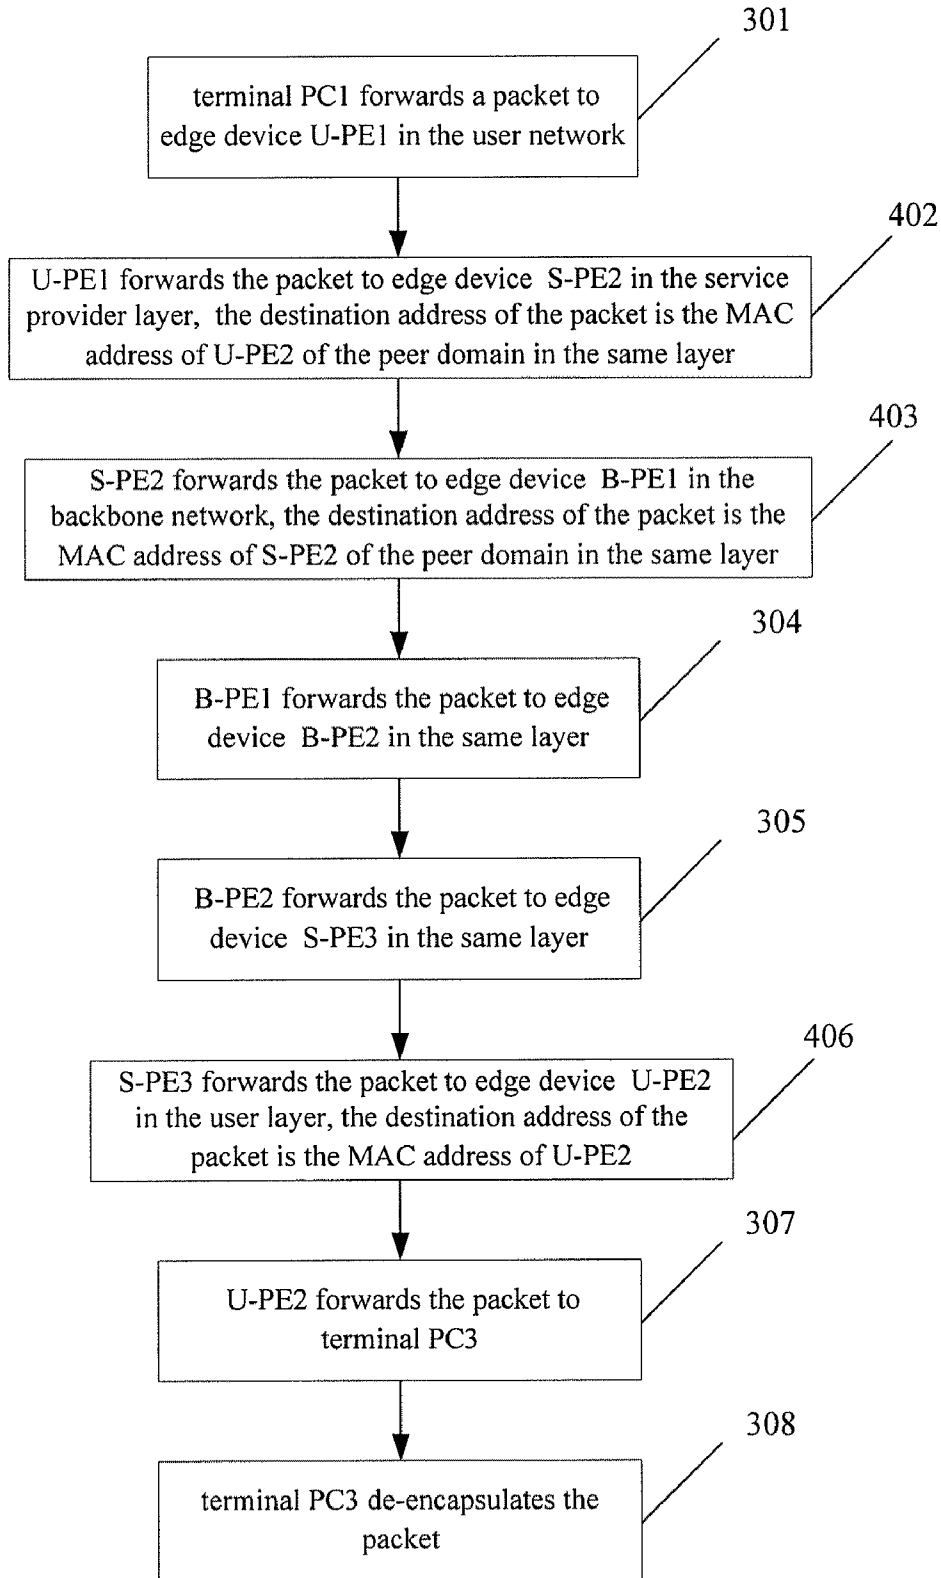 301
terminal PC1 forwards a packet to
edge device U-PE1 in the user network
402
U-PE1 forwards the packet to edge device S-PE2 in the service
provider layer, the destination address of the packet is the MAC
address of U-PE2 of the peer domain in the same layer
403
S-PE2 forwards the packet to edge device B-PE1 in the
backbone network, the destination address of the packet is the
MAC address of S-PE2 of the peer domain in the same layer
304
B-PE1 forwards the packet to edge
device B-PE2 in the same layer
305
B-PE2 forwards the packet to edge
device S-PE3 in the same layer
406
S-PE3 forwards the packet to edge device U-PE2
in the user layer, the destination address of the
packet is the MAC address of U-PE2
307
U-PE2 forwards the packet to
terminal PC3
308
terminal PC3 de-encapsulates the
packet